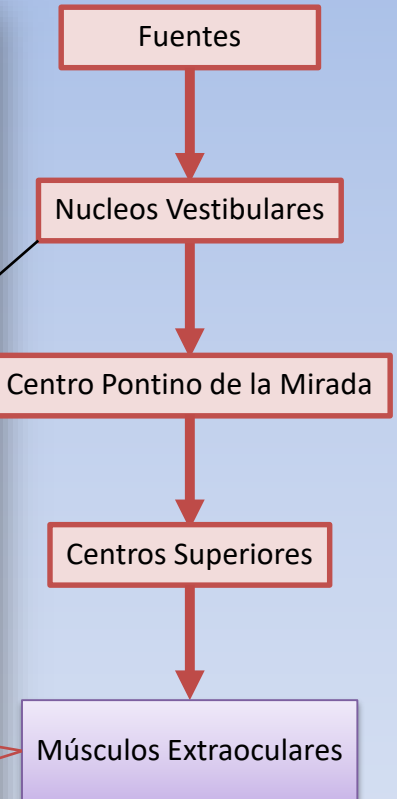 Fuentes
Nucleos Vestibulares
Centro Pontino de la Mirada
Centros Superiores
Músculos Extraoculares